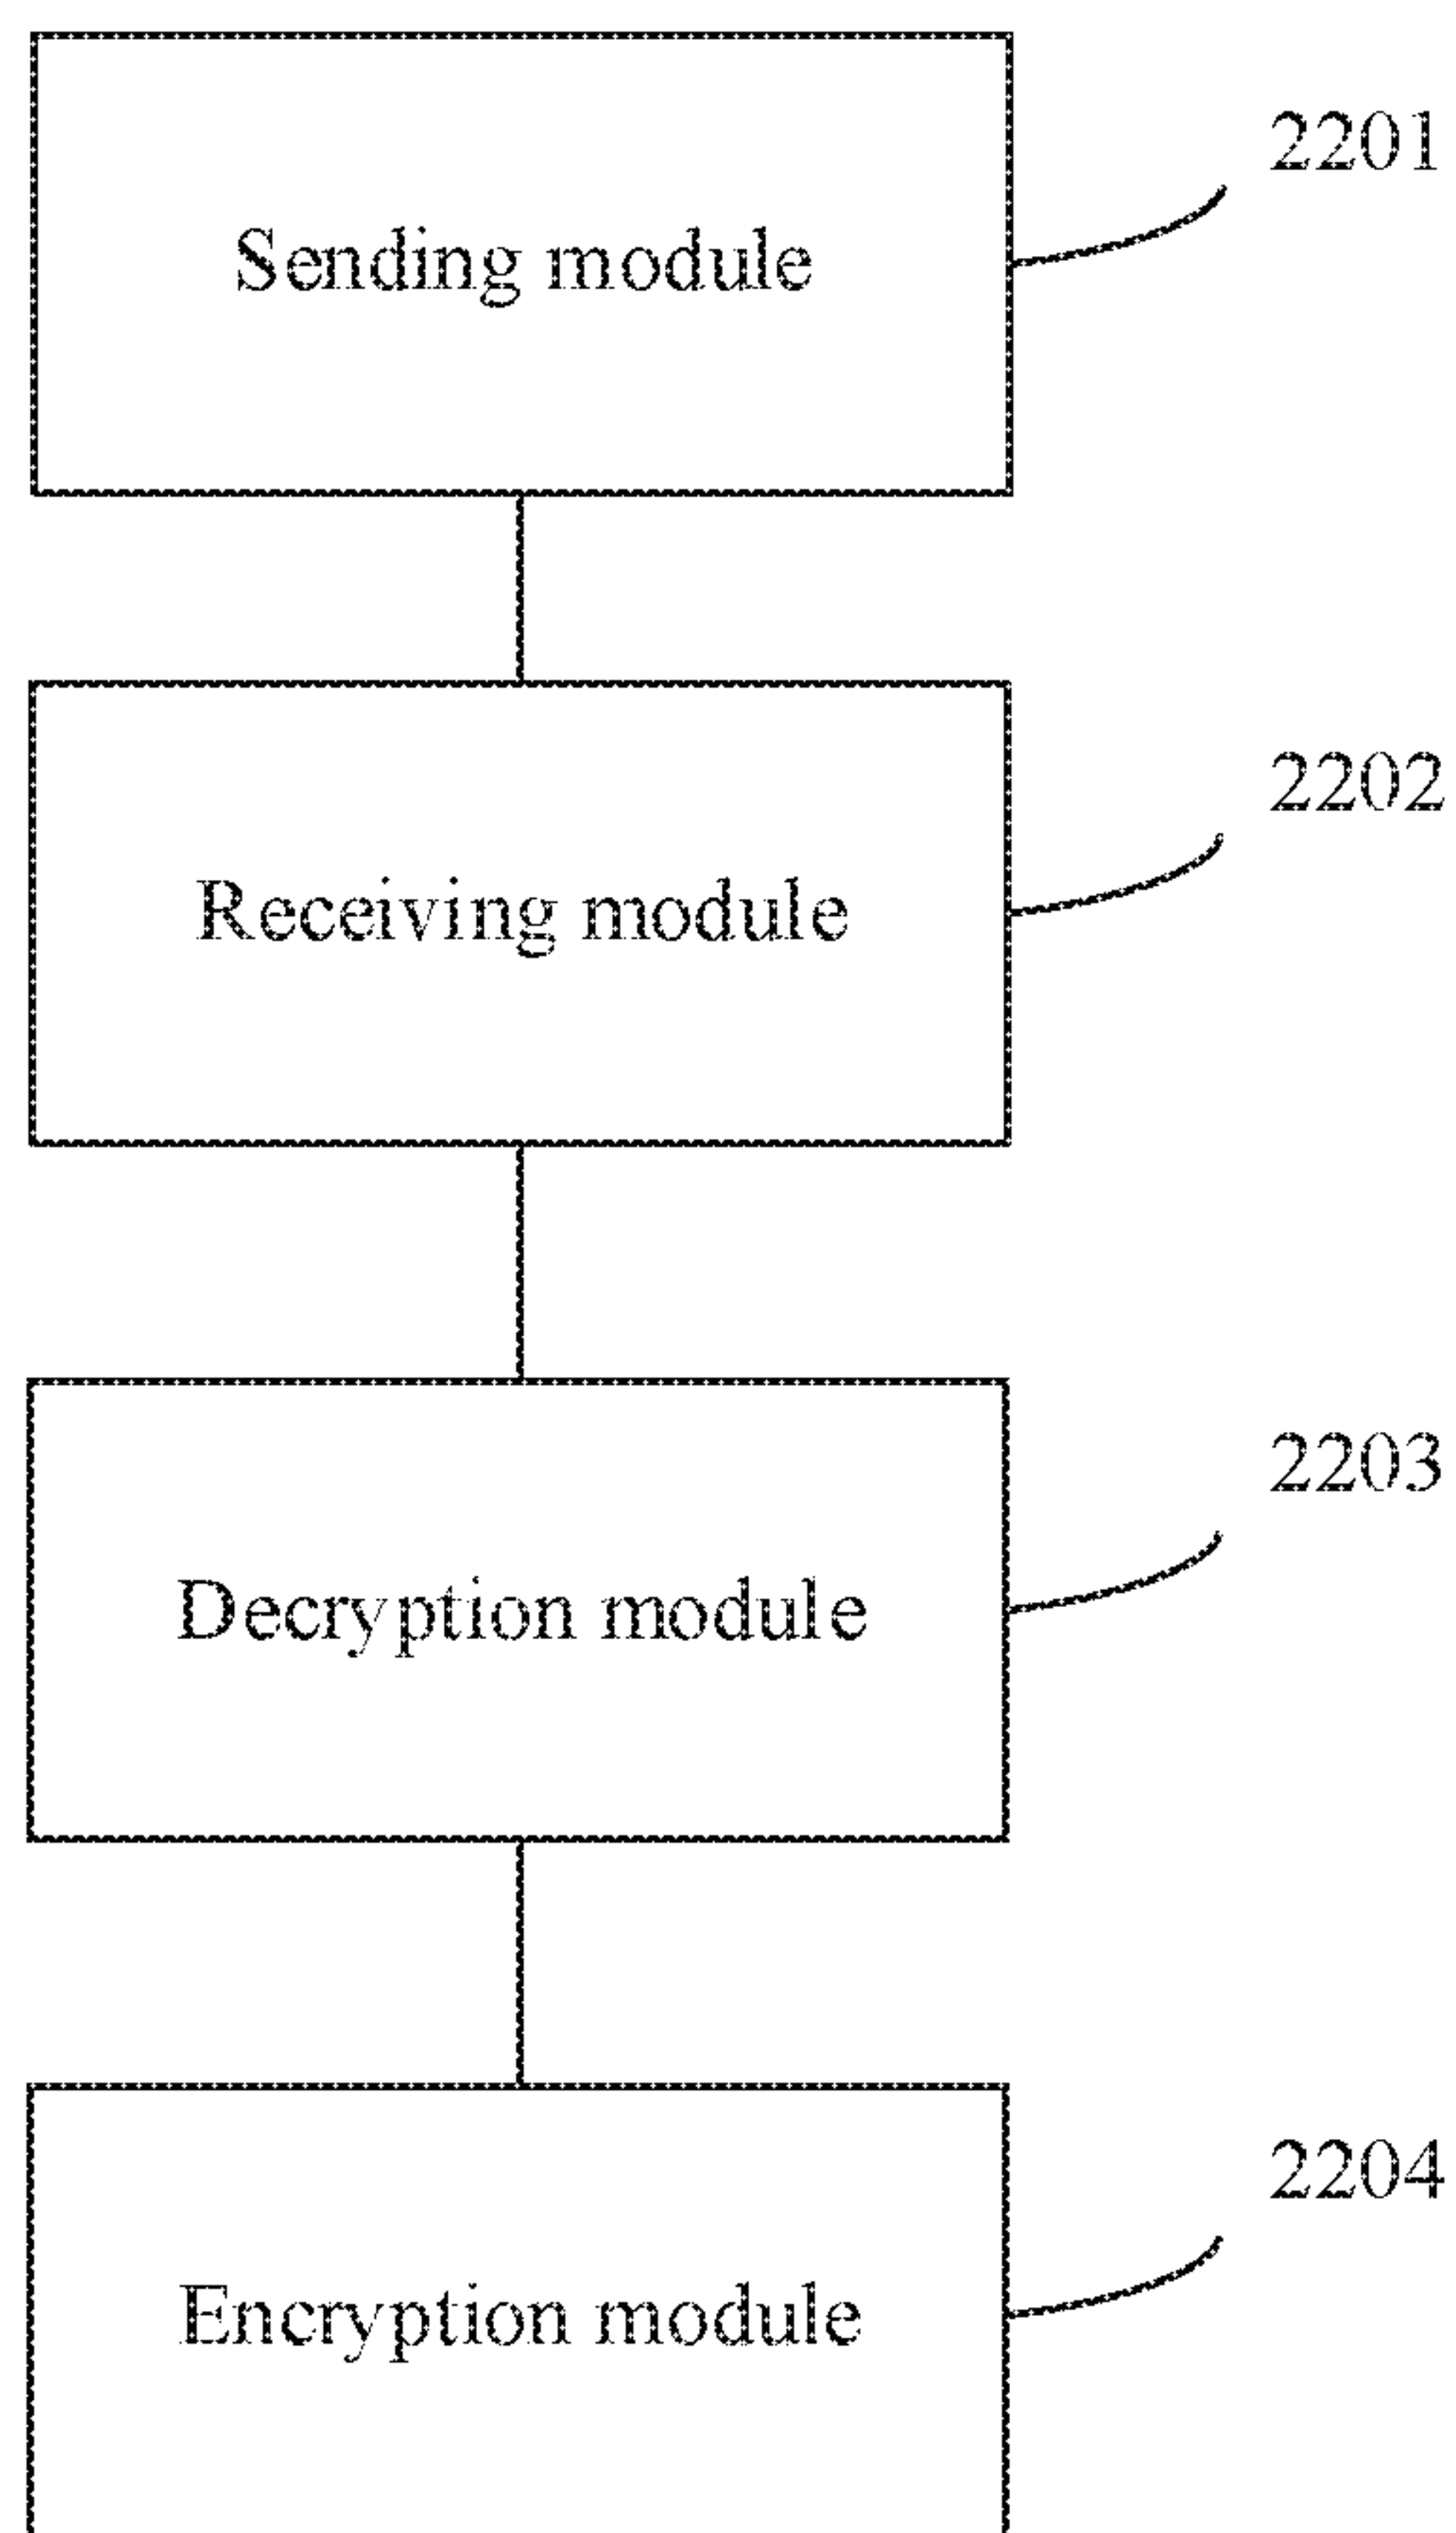 2201
Sending module
2202
Receiving module
2203
Decryption module
2204
Encryption module